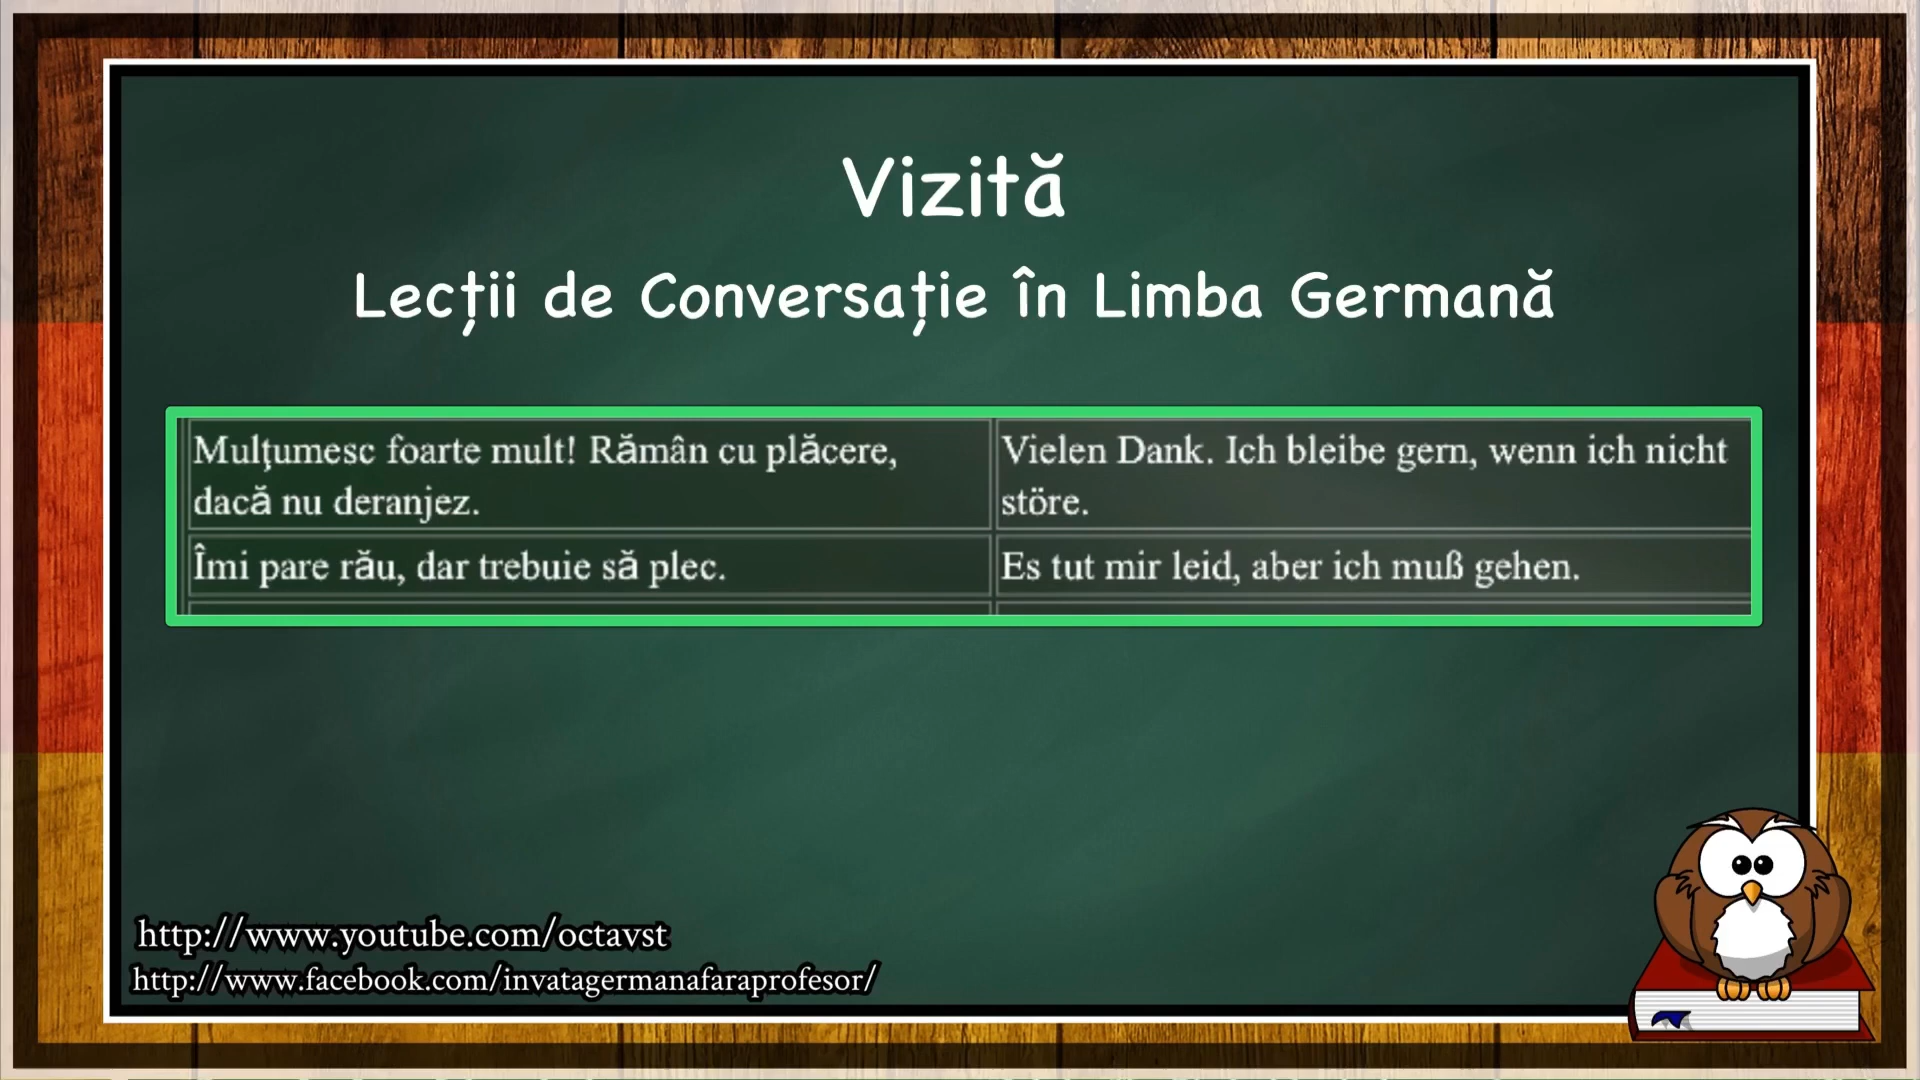 Vizită
Lecții de Conversație în Limba Germană
Mulţumesc foarte mult! Rămân cu plăcere,
dacă nu deranjez.
Vielen Dank. Ich bleibe gern, wenn ich nicht
störe.
Îmi pare rău, dar trebuie să plec.
Es tut mir leid, aber ich muß gehen.
http://www.youtube.com/octavst
http://www.facebook.com/invatagermanafaraprofesor/